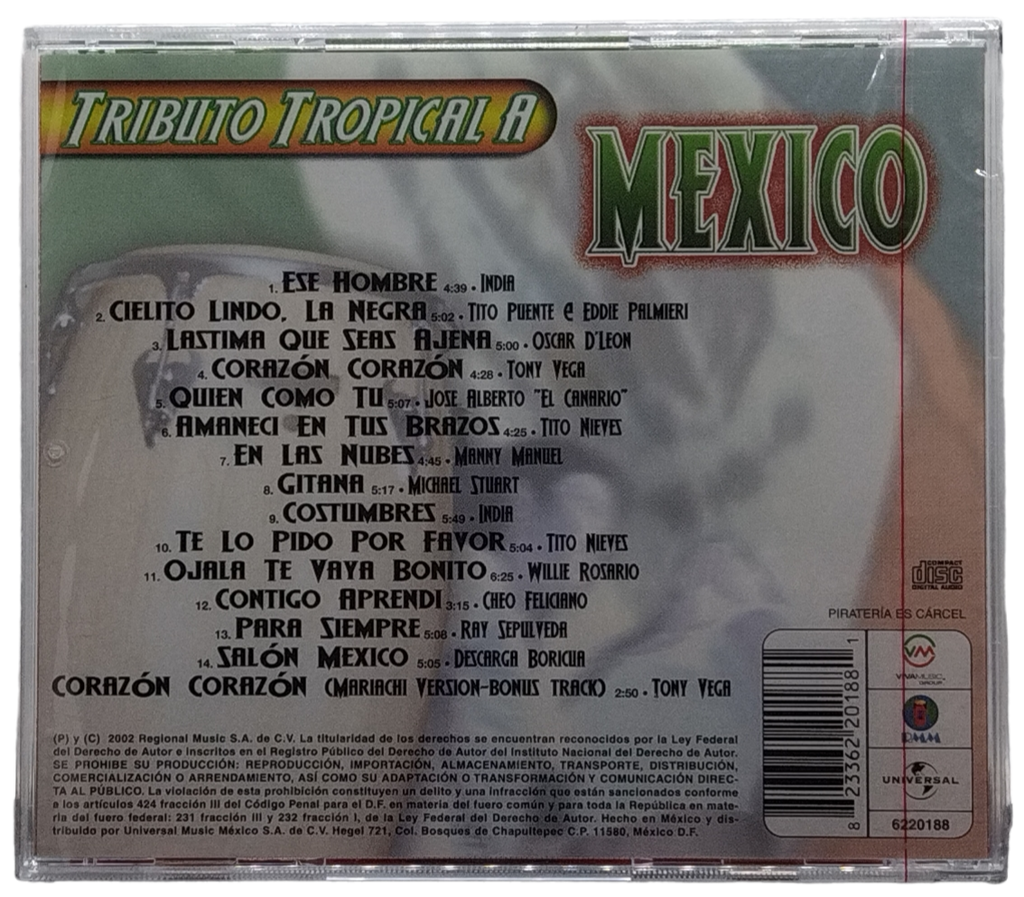 TRIBUTO TROPICAL A
MEXICO
1. ESE HOMBRE 4:39 • INDIA
2. CIELITO LINDO, LA NEGRA 5:02 • TITO PUENTE @ EDDIE PALMIERI
3. LASTIMA QUE SEAS AJENA 5:00 • OSCAR D'LEON
4. CORAZÓN CORAZÓN 4:28 • TONY VEGA
5. QUIEN COMO TU 5:07 • JOSE ALBERTO "EL CANARIO"
6. AMANECI EN TUS BRAZOS 4:25 • TITO NIEVES
7. EN LAS NUBES 4:45 • MANNY MANUEL
8. GITANA 5:17 • MICHAEL STUART
9. COSTUMBRES 5:49 • INDIA
10. TE LO PIDO POR FAVOR 5:04 • TITO NIEVES
11. OJALA TE VAYA BONITO 6:25 • WILLIE ROSARIO
12. CONTIGO APRENDI 3:15 • CHEO FELICIANO
13. PARA SIEMPRE 5:08 • RAY SEPULVEDA
14. SALÓN MEXICO 5:05 • DESCARGA BORICUA
CORAZÓN CORAZÓN (MARIACHI VERSION-BONUS TRACK) 2:50 • TONY VEGA
COMPACT
disc
DIGITAL AUDIO
PIRATERÍA ES CÁRCEL
8 23362 20188 1
VM
VIVAMUSIC
GROUP
RMM
UNIVERSAL
6220188
(P) y (C) 2002 Regional Music S.A. de C.V. La titularidad de los derechos se encuentran reconocidos por la Ley Federal
del Derecho de Autor e inscritos en el Registro Público del Derecho de Autor del Instituto Nacional del Derecho de Autor.
SE PROHIBE SU PRODUCCIÓN: REPRODUCCIÓN, IMPORTACIÓN, ALMACENAMIENTO, TRANSPORTE, DISTRIBUCIÓN,
COMERCIALIZACIÓN O ARRENDAMIENTO, ASÍ COMO SU ADAPTACIÓN O TRANSFORMACIÓN Y COMUNICACIÓN DIREC-
TA AL PÚBLICO. La violación de esta prohibición constituyen un delito y una infracción que están sancionados conforme
a los artículos 424 fracción III del Código Penal para el D.F. en materia del fuero común y para toda la República en mate-
ria del fuero federal: 231 fracción III y 232 fracción I, de la Ley Federal del Derecho de Autor. Hecho en México y dis-
tribuido por Universal Music México S.A. de C.V. Hegel 721, Col. Bosques de Chapultepec C.P. 11580, México D.F.